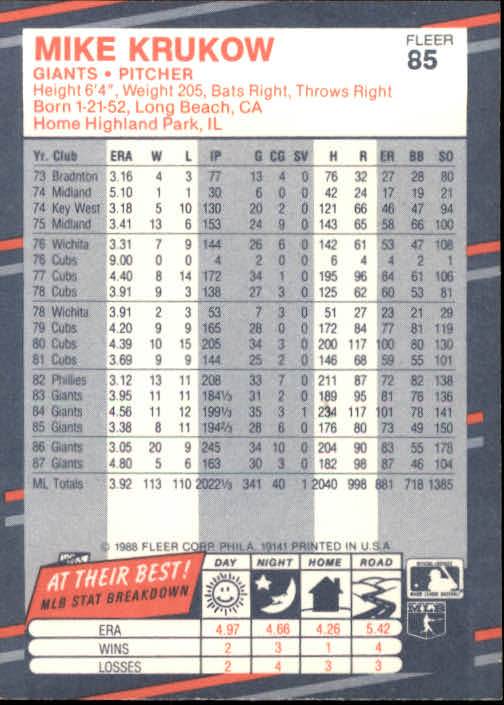 MIKE KRUKOW
FLEER
85
GIANTS • PITCHER
Height 6'4", Weight 205, Bats Right, Throws Right
Born 1-21-52, Long Beach, CA
Home Highland Park, IL
Yr. Club ERA W L IP G CG SV H R ER BB SO
73 Bradnton 3.16 4 3 77 13 4 0 76 32 27 28 80
74 Midland 5.10 1 1 30 6 0 0 42 24 17 19 21
74 Key West 3.18 5 10 130 20 2 0 121 66 46 47 94
75 Midland 3.41 13 6 153 24 9 0 143 65 58 66 100
76 Wichita 3.31 7 9 144 26 6 0 142 61 53 47 108
76 Cubs 9.00 0 0 4 2 0 0 6 4 4 2 1
77 Cubs 4.40 8 14 172 34 1 0 195 96 84 61 106
78 Cubs 3.91 9 3 138 27 3 0 125 62 60 53 81
78 Wichita 3.91 2 3 53 7 3 0 51 27 23 21 29
79 Cubs 4.20 9 9 165 28 0 0 172 84 77 81 119
80 Cubs 4.39 10 15 205 34 3 0 200 117 100 80 130
81 Cubs 3.69 9 9 144 25 2 0 146 68 59 55 101
82 Phillies 3.12 13 11 208 33 7 0 211 87 72 82 138
83 Giants 3.95 11 11 184⅓ 31 2 0 189 95 81 76 136
84 Giants 4.56 11 12 199⅓ 35 3 1 234 117 101 78 141
85 Giants 3.38 8 11 194⅔ 28 6 0 176 80 73 49 150
86 Giants 3.05 20 9 245 34 10 0 204 90 83 55 178
87 Giants 4.80 5 6 163 30 3 0 182 98 87 46 104
ML Totals 3.92 113 110 2022⅓ 341 40 1 2040 998 881 718 1385
© 1988 FLEER CORP. PHILA. 19141 PRINTED IN U.S.A.
AT THEIR BEST!
MLB STAT BREAKDOWN
DAY NIGHT HOME ROAD
ERA 4.97 4.66 4.26 5.42
WINS 2 3 1 4
LOSSES 2 4 3 3
MLB